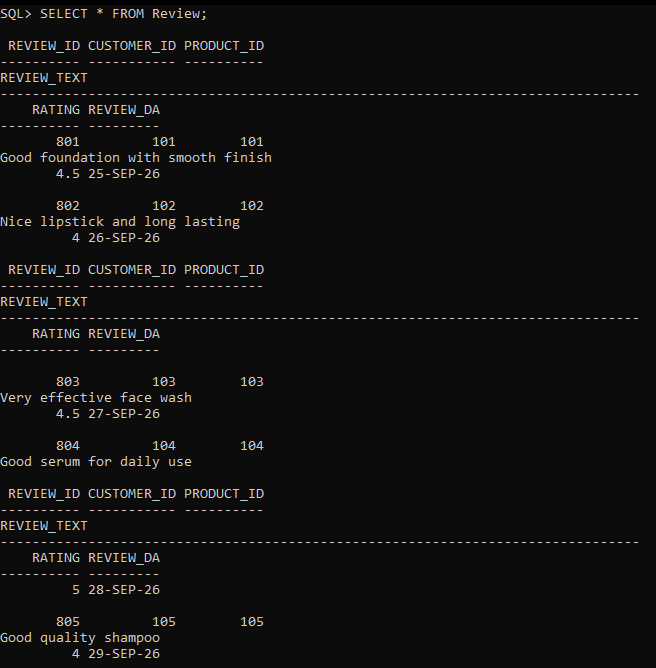 SQL> SELECT * FROM Review;
 REVIEW_ID CUSTOMER_ID PRODUCT_ID
---------- ----------- ----------
REVIEW_TEXT
--------------------------------------------------------------------------------
    RATING REVIEW_DA
---------- ---------
       801         101        101
Good foundation with smooth finish
       4.5 25-SEP-26
       802         102        102
Nice lipstick and long lasting
         4 26-SEP-26
 REVIEW_ID CUSTOMER_ID PRODUCT_ID
---------- ----------- ----------
REVIEW_TEXT
--------------------------------------------------------------------------------
    RATING REVIEW_DA
---------- ---------
       803         103        103
Very effective face wash
       4.5 27-SEP-26
       804         104        104
Good serum for daily use
 REVIEW_ID CUSTOMER_ID PRODUCT_ID
---------- ----------- ----------
REVIEW_TEXT
--------------------------------------------------------------------------------
    RATING REVIEW_DA
---------- ---------
         5 28-SEP-26
       805         105        105
Good quality shampoo
         4 29-SEP-26